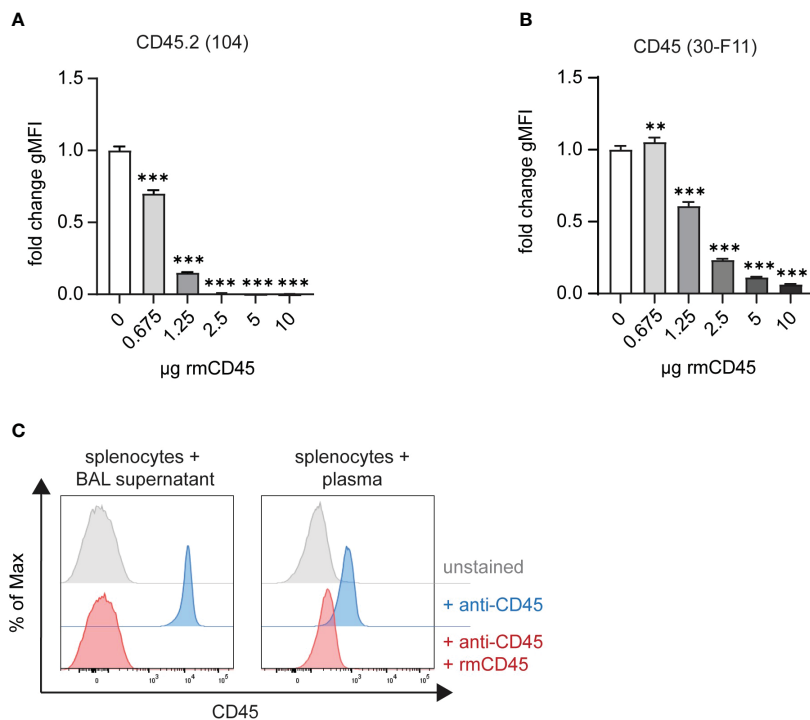 A
CD45.2 (104)
fold change gMFI
1.5
1.0
0.5
0.0
***
***
*** *** ***
0
0.675
1.25
2.5
5
10
µg rmCD45
B
CD45 (30-F11)
fold change gMFI
1.5
1.0
0.5
0.0
**
***
***
***
***
0
0.675
1.25
2.5
5
10
µg rmCD45
C
splenocytes +
BAL supernatant
splenocytes +
plasma
% of Max
unstained
+ anti-CD45
+ anti-CD45
+ rmCD45
0 10³ 10⁴ 10⁵
0 10³ 10⁴ 10⁵
CD45